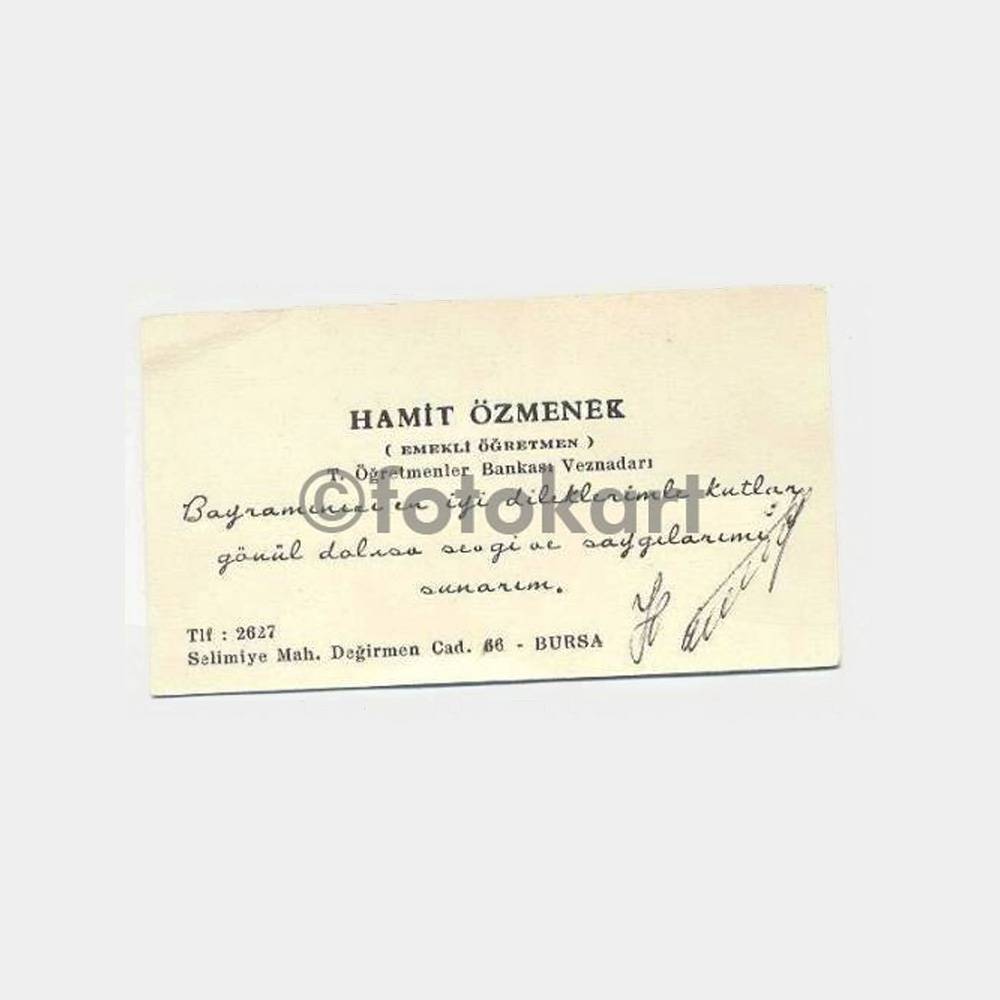 HAMİT ÖZMENEK
( EMEKLİ ÖĞRETMEN )
T. Öğretmenler Bankası Veznadarı
©fotokart
Bayramınızı en iyi dileklerimle kutlar
gönül dolusu sevgi ve saygılarımı
sunarım.
Tlf : 2627
Selimiye Mah. Değirmen Cad. 66 - BURSA